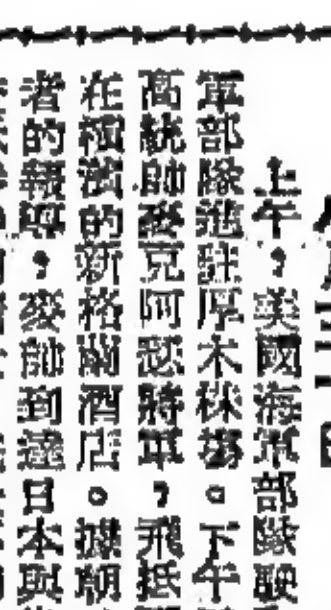 上午，美國海軍部隊駛
軍部隊進駐厚木機場。下午
高統帥麥克阿瑟將軍，飛抵
在橫濱的新格蘭酒店。據朝
者的報導，麥帥到達日本與